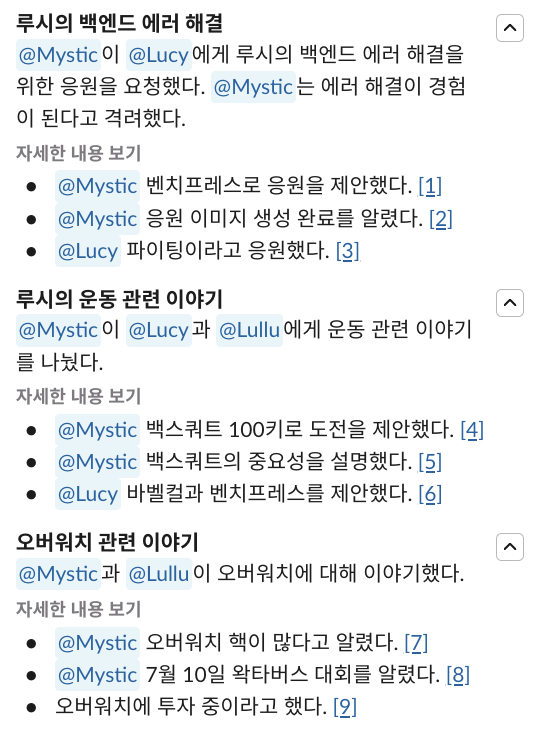 루시의 백엔드 에러 해결
@Mystic이 @Lucy에게 루시의 백엔드 에러 해결을
위한 응원을 요청했다. @Mystic는 에러 해결이 경험
이 된다고 격려했다.
자세한 내용 보기
• @Mystic 벤치프레스로 응원을 제안했다. [1]
• @Mystic 응원 이미지 생성 완료를 알렸다. [2]
• @Lucy 파이팅이라고 응원했다. [3]
루시의 운동 관련 이야기
@Mystic이 @Lucy과 @Lullu에게 운동 관련 이야기
를 나눴다.
자세한 내용 보기
• @Mystic 백스쿼트 100키로 도전을 제안했다. [4]
• @Mystic 백스쿼트의 중요성을 설명했다. [5]
• @Lucy 바벨컬과 벤치프레스를 제안했다. [6]
오버워치 관련 이야기
@Mystic과 @Lullu이 오버워치에 대해 이야기했다.
자세한 내용 보기
• @Mystic 오버워치 핵이 많다고 알렸다. [7]
• @Mystic 7월 10일 왁타버스 대회를 알렸다. [8]
• 오버워치에 투자 중이라고 했다. [9]